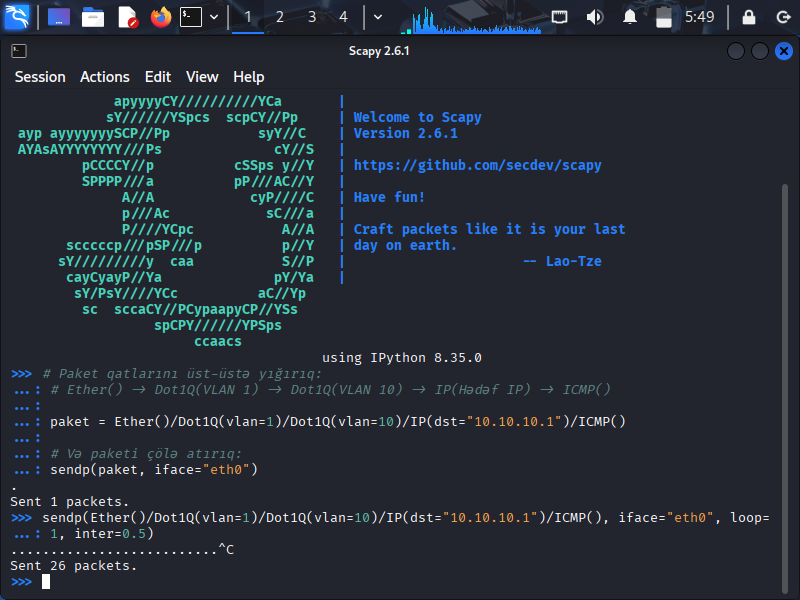 1 2 3 4 5:49
Scapy 2.6.1
Session Actions Edit View Help
apyyyyCY//////////YCa |
sY//////YSpcs scpCY//Pp | Welcome to Scapy
ayp ayyyyyyySCP//Pp syY//C | Version 2.6.1
AYAsAYYYYYYYY///Ps cY//S |
pCCCCY//p cSSps y//Y | https://github.com/secdev/scapy
SPPPP///a pP///AC//Y |
A//A cyP////C | Have fun!
p///Ac sC///a |
P////YCpc A//A | Craft packets like it is your last
scccccp///pSP///p p//Y | day on earth.
sY/////////y caa S//P | -- Lao-Tze
cayCyayP//Ya pY/Ya |
sY/PsY////YCc aC//Yp
sc sccaCY//PCypaapyCP//YSs
spCPY//////YPSps
ccaacs
using IPython 8.35.0
>>> # Paket qatlarını üst-üstə yığırıq:
...: # Ether() -> Dot1Q(VLAN 1) -> Dot1Q(VLAN 10) -> IP(Hədəf IP) -> ICMP()
...:
...: paket = Ether()/Dot1Q(vlan=1)/Dot1Q(vlan=10)/IP(dst="10.10.10.1")/ICMP()
...:
...: # Və paketi çölə atırıq:
...: sendp(paket, iface="eth0")
.
Sent 1 packets.
>>> sendp(Ether()/Dot1Q(vlan=1)/Dot1Q(vlan=10)/IP(dst="10.10.10.1")/ICMP(), iface="eth0", loop=
...: 1, inter=0.5)
..........................^C
Sent 26 packets.
>>>